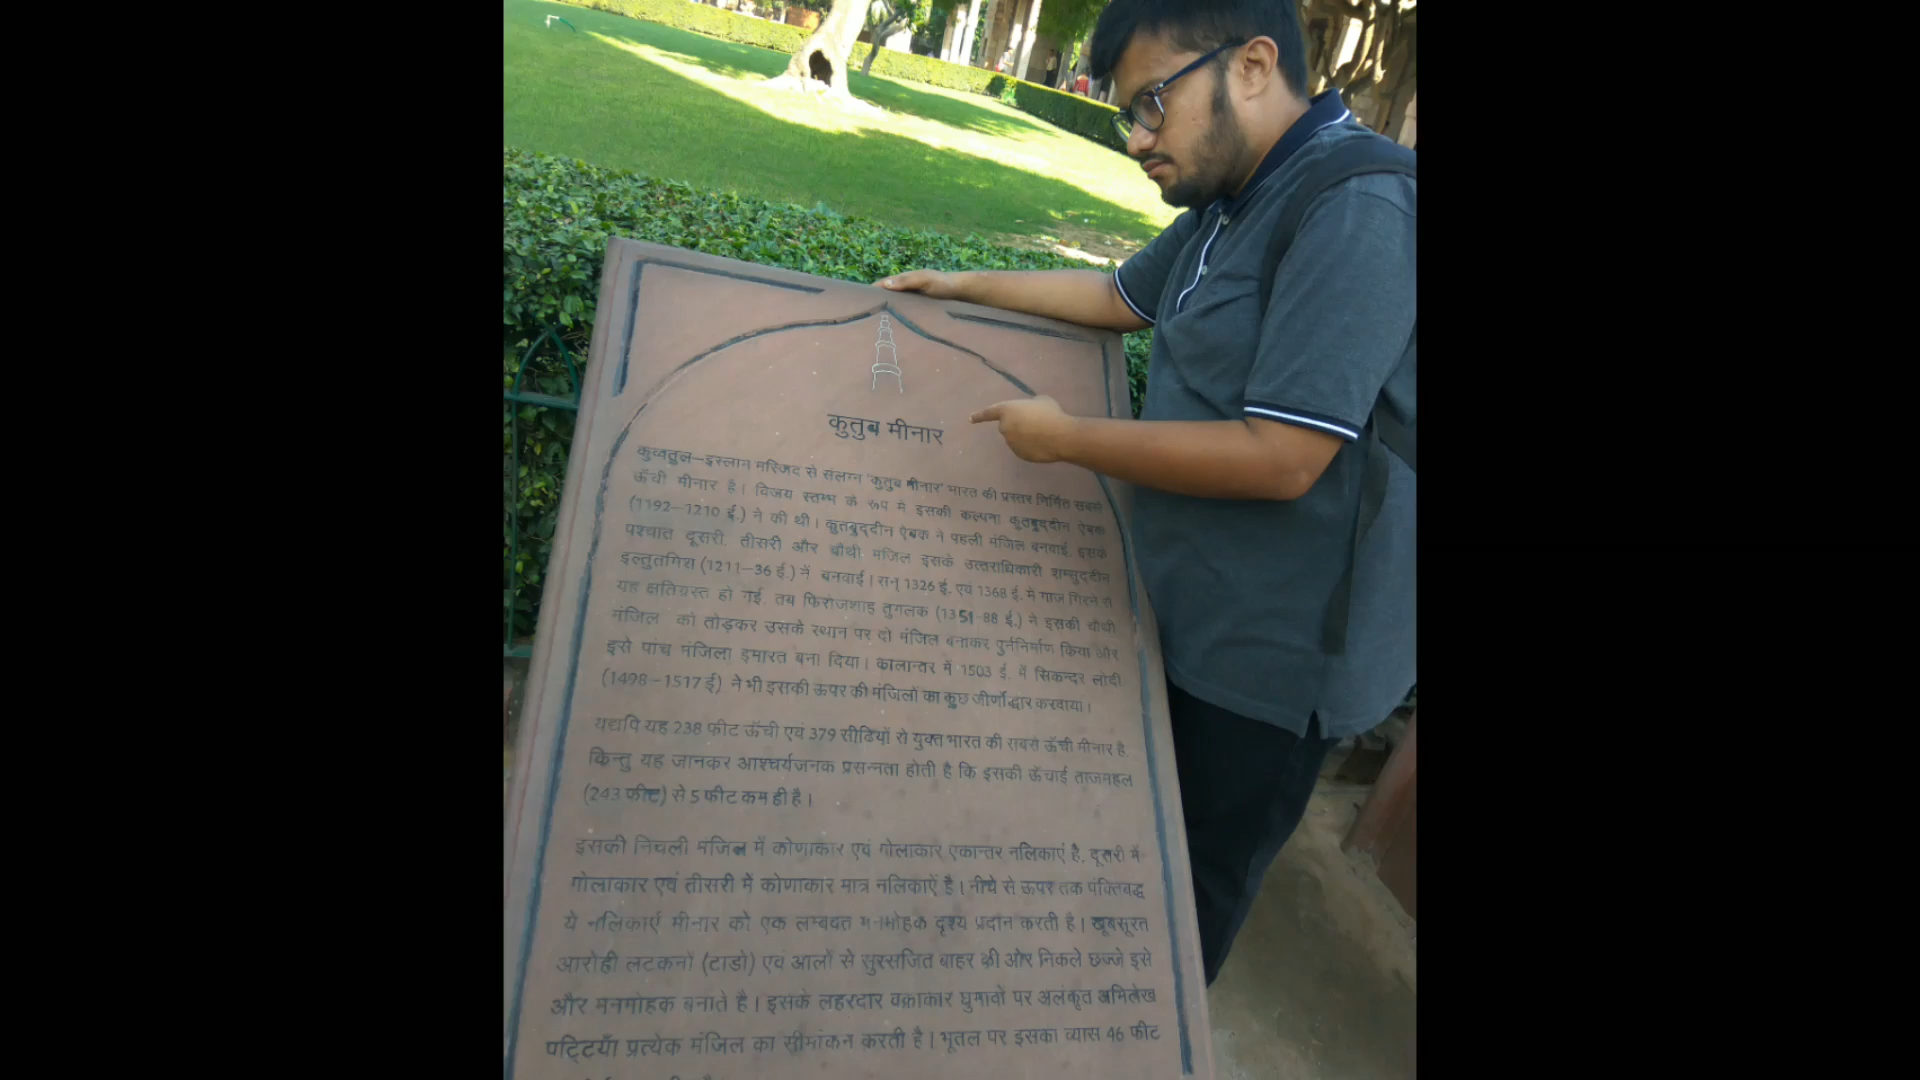 कुतुब मीनार
कुव्वतुल–इस्लाम मस्जिद से संलग्न 'कुतुब मीनार' भारत की प्रस्तर निर्मित सबसे
ऊँची मीनार है। विजय स्तम्भ के रूप मे इसकी कल्पना कुतबुद्दीन ऐबक
(1192–1210 ई.) ने की थी। कुतबुद्दीन ऐबक ने पहली मंजिल बनवाई. इसके
पश्चात दूसरी. तीसरी और चौथी मंजिल इसके उत्तराधिकारी शम्सुद्दीन
इल्तुतमिश (1211–36 ई.) नें बनवाई। सन् 1326 ई. एवं 1368 ई. में गाज गिरने से
यह क्षतिग्रस्त हो गई. तब फिरोजशाह तुगलक (1351-88 ई.) ने इसकी चौथी
मंजिल को तोड़कर उसके स्थान पर दो मंजिल बनाकर पुर्ननिर्माण किया और
इसे पांच मंजिला इमारत बना दिया। कालान्तर में 1503 ई. में सिकन्दर लोदी
(1498–1517 ई) ने भी इसकी ऊपर की मंजिलों का कुछ जीर्णोद्धार करवाया।
यद्यपि यह 238 फीट ऊँची एवं 379 सीढियों से युक्त भारत की सबसे ऊँची मीनार है
किन्तु यह जानकर आश्चर्यजनक प्रसन्नता होती है कि इसकी ऊँचाई ताजमहल
(243 फीट) से 5 फीट कम ही है।
इसकी निचली मंजिल में कोणाकार एवं गोलाकार एकान्तर नलिकाएं है. दूसरी में
गोलाकार एवं तीसरी में कोणाकार मात्र नलिकाऐं है। नीचे से ऊपर तक पंक्तिबद्ध
ये नलिकाएं मीनार को एक लम्बवत मनमोहक दृश्य प्रदान करती है। खूबसूरत
आरोही लटकनों (टाडो) एवं आलों से सुसज्जित बाहर की ओर निकले छज्जे इसे
और मनमोहक बनाते है। इसके लहरदार वक्राकार घुमावों पर अलंकृत अभिलेख
पट्टियाँ प्रत्येक मंजिल का सीमांकन करती है। भूतल पर इसका व्यास 46 फीट